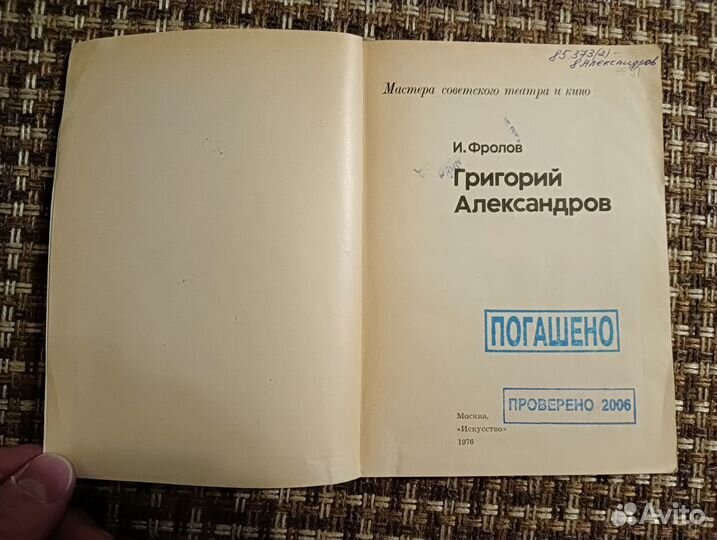 85 373(2) -
8 Александров
Мастера советского театра и кино
И. Фролов
Григорий
Александров
ПОГАШЕНО
ПРОВЕРЕНО 2006
Москва,
«Искусство»
1976
Avito